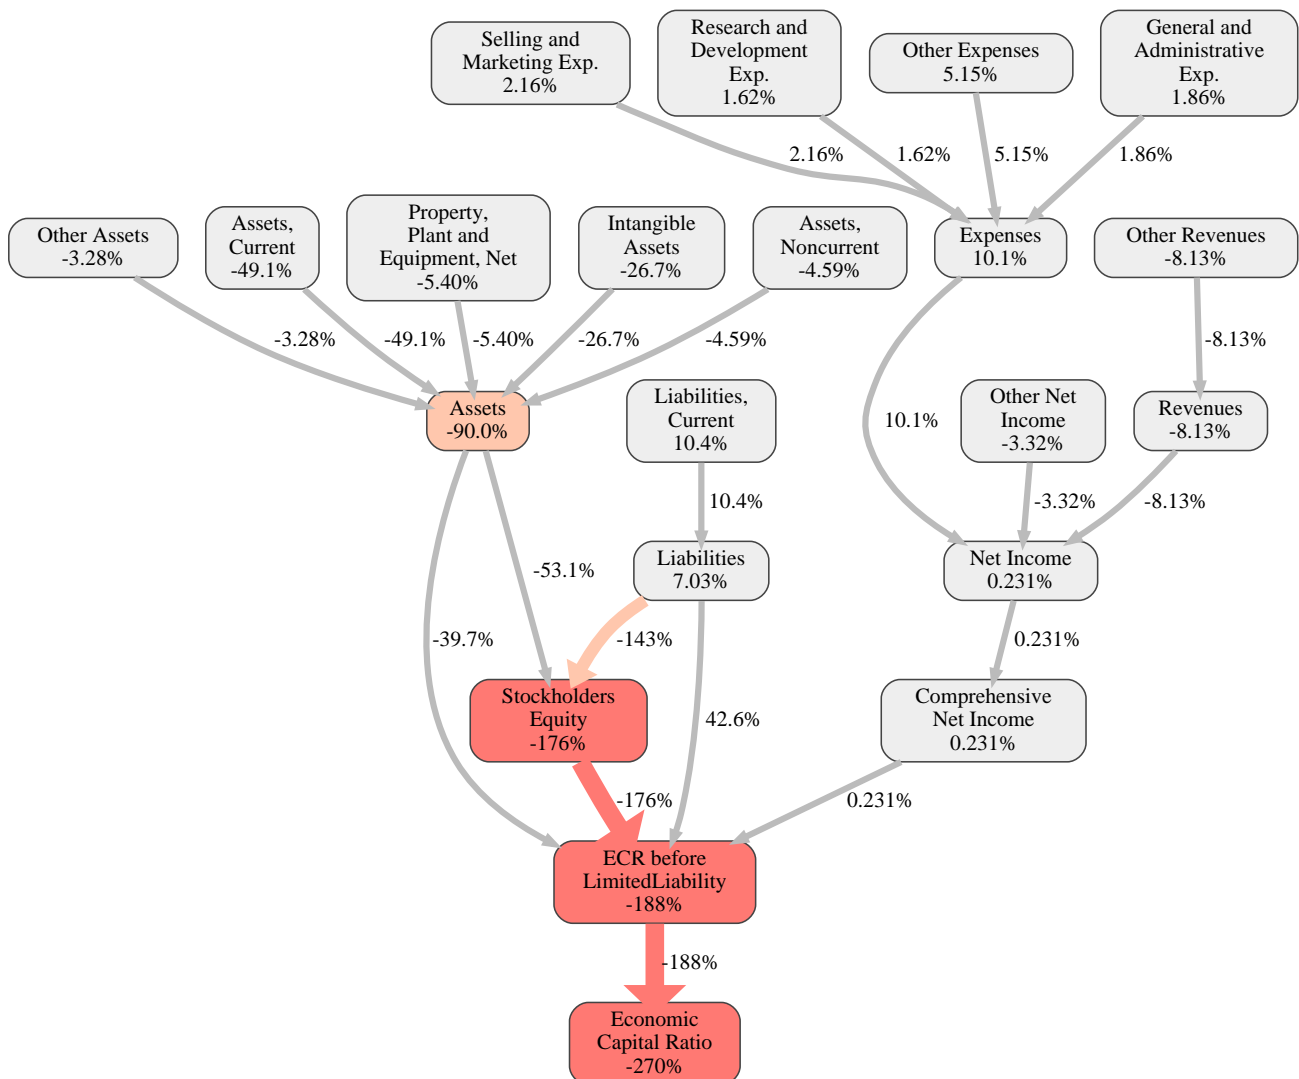 Selling and
Marketing Exp.
2.16%
Research and
Development
Exp.
1.62%
Other Expenses
5.15%
General and
Administrative
Exp.
1.86%
2.16%
1.62%
5.15%
1.86%
Other Assets
-3.28%
Assets,
Current
-49.1%
Property,
Plant and
Equipment, Net
-5.40%
Intangible
Assets
-26.7%
Assets,
Noncurrent
-4.59%
Expenses
10.1%
Other Revenues
-8.13%
-3.28%
-49.1%
-5.40%
-26.7%
-4.59%
-8.13%
Assets
-90.0%
Liabilities,
Current
10.4%
10.1%
Other Net
Income
-3.32%
Revenues
-8.13%
10.4%
-3.32%
-8.13%
-53.1%
Liabilities
7.03%
Net Income
0.231%
-39.7%
-143%
0.231%
Stockholders
Equity
-176%
42.6%
Comprehensive
Net Income
0.231%
-176%
0.231%
ECR before
LimitedLiability
-188%
-188%
Economic
Capital Ratio
-270%